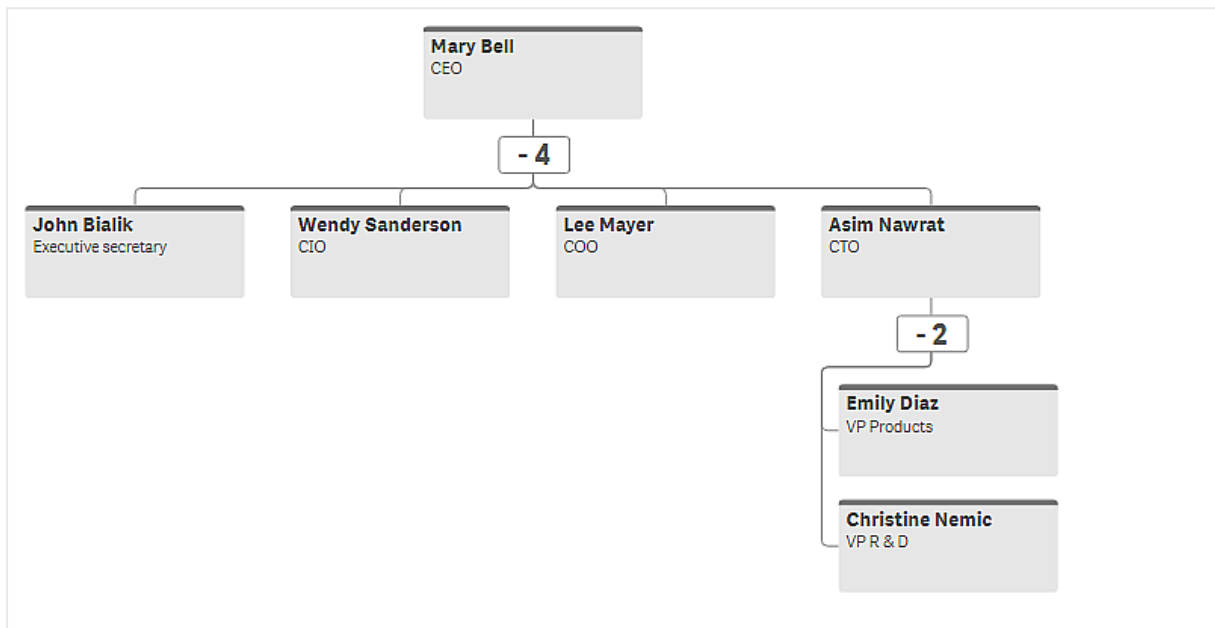 Mary Bell
CEO
- 4
John Bialik
Executive secretary
Wendy Sanderson
CIO
Lee Mayer
COO
Asim Nawrat
CTO
- 2
Emily Diaz
VP Products
Christine Nemic
VP R & D